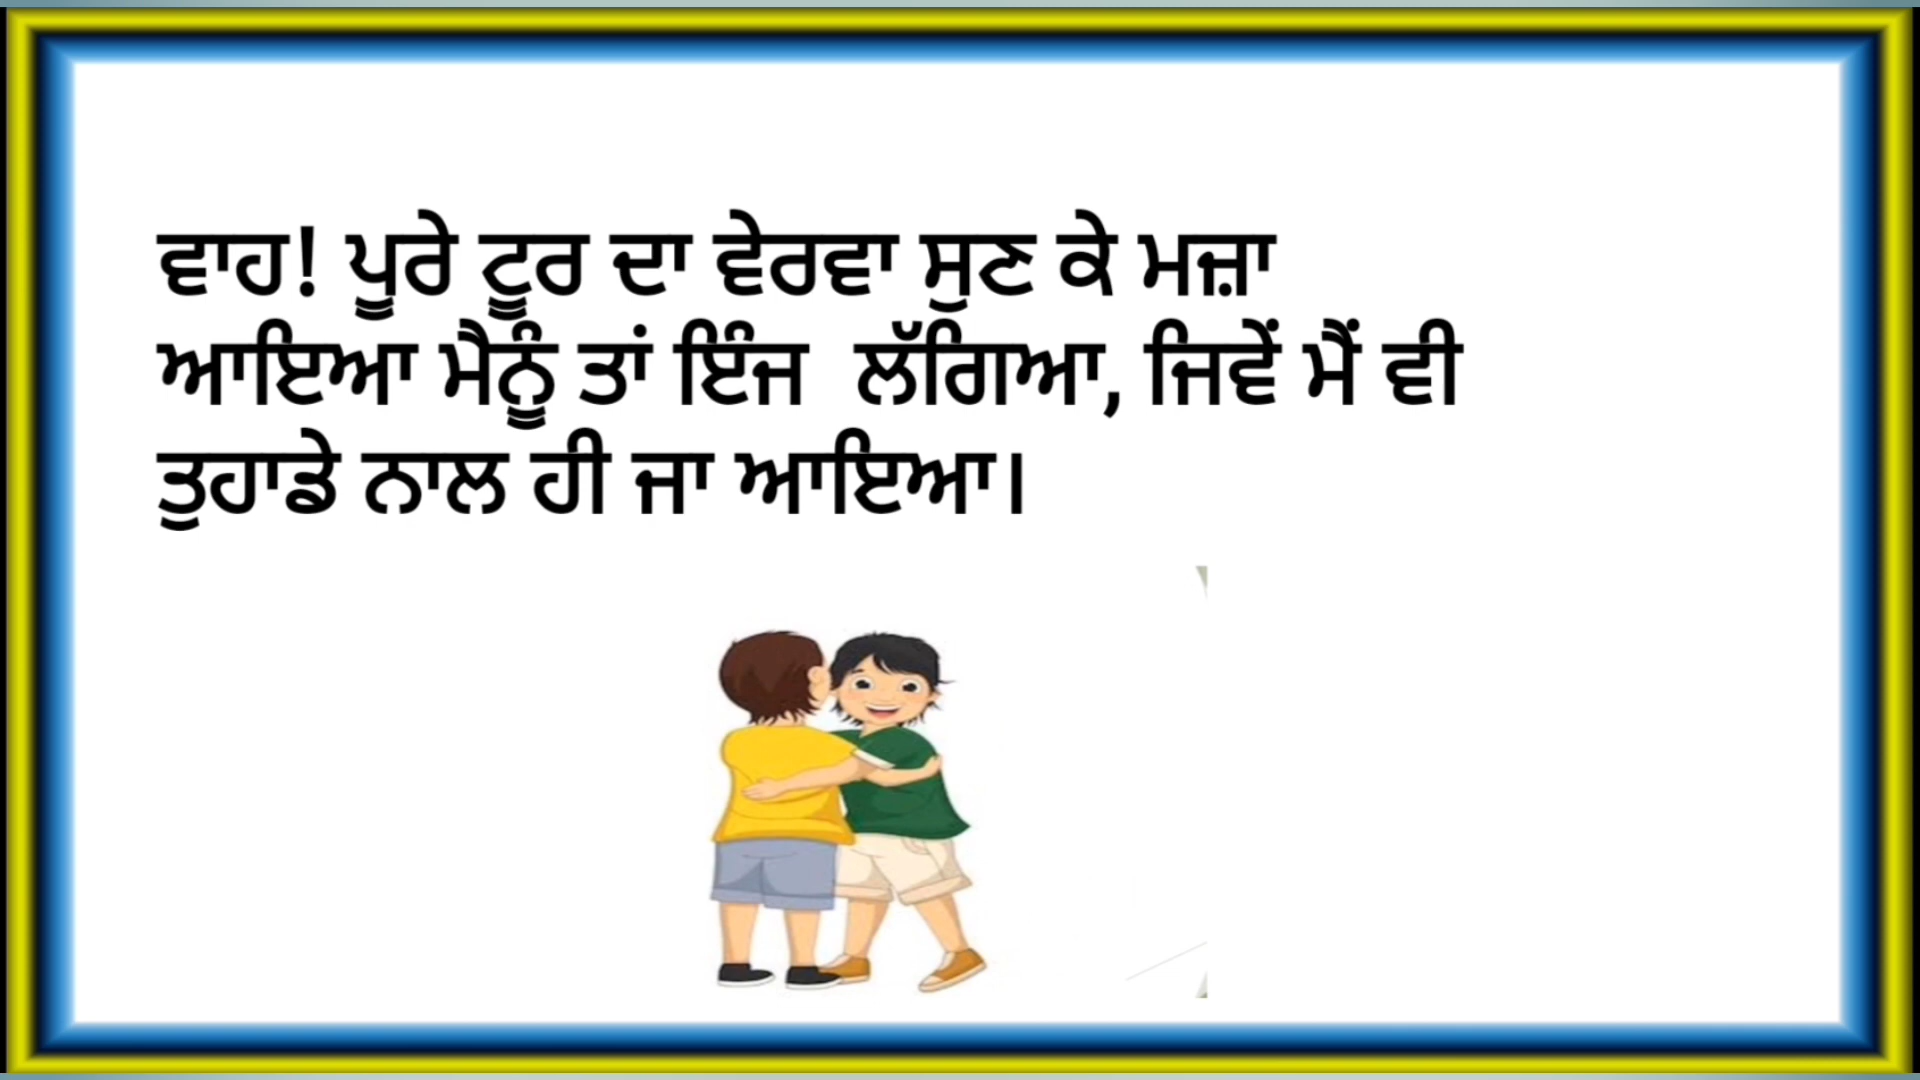 ਵਾਹ! ਪੂਰੇ ਟੂਰ ਦਾ ਵੇਰਵਾ ਸੁਣ ਕੇ ਮਜ਼ਾ
ਆਇਆ ਮੈਨੂੰ ਤਾਂ ਇੰਜ  ਲੱਗਿਆ, ਜਿਵੇਂ ਮੈਂ ਵੀ
ਤੁਹਾਡੇ ਨਾਲ ਹੀ ਜਾ ਆਇਆ।